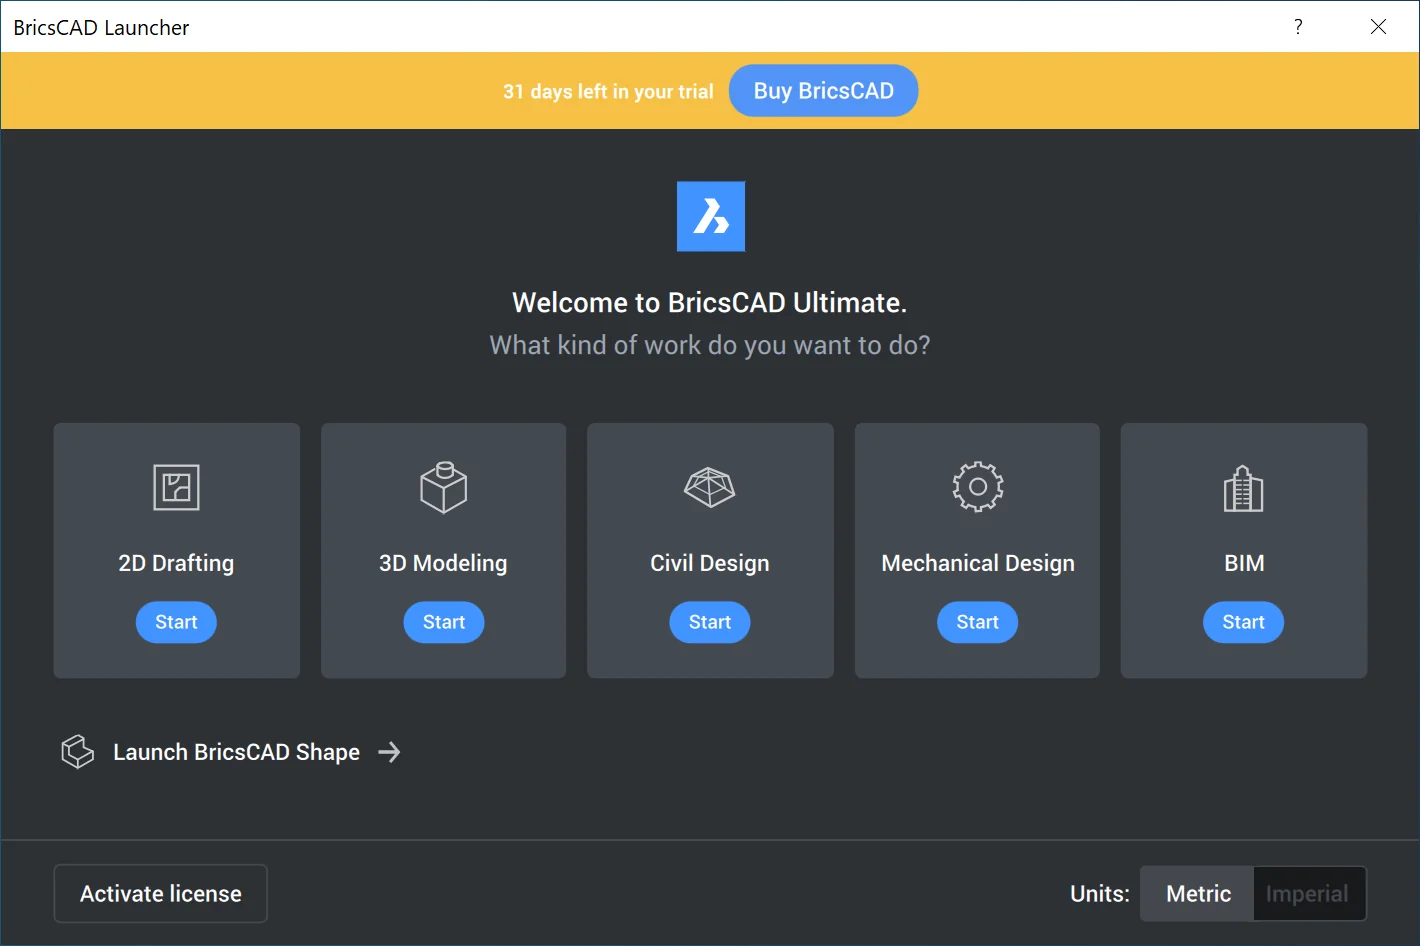 BricsCAD Launcher ?
31 days left in your trial Buy BricsCAD
Welcome to BricsCAD Ultimate.
What kind of work do you want to do?
2D Drafting 3D Modeling Civil Design Mechanical Design BIM
Start Start Start Start Start
Launch BricsCAD Shape
Activate license Units: Metric Imperial